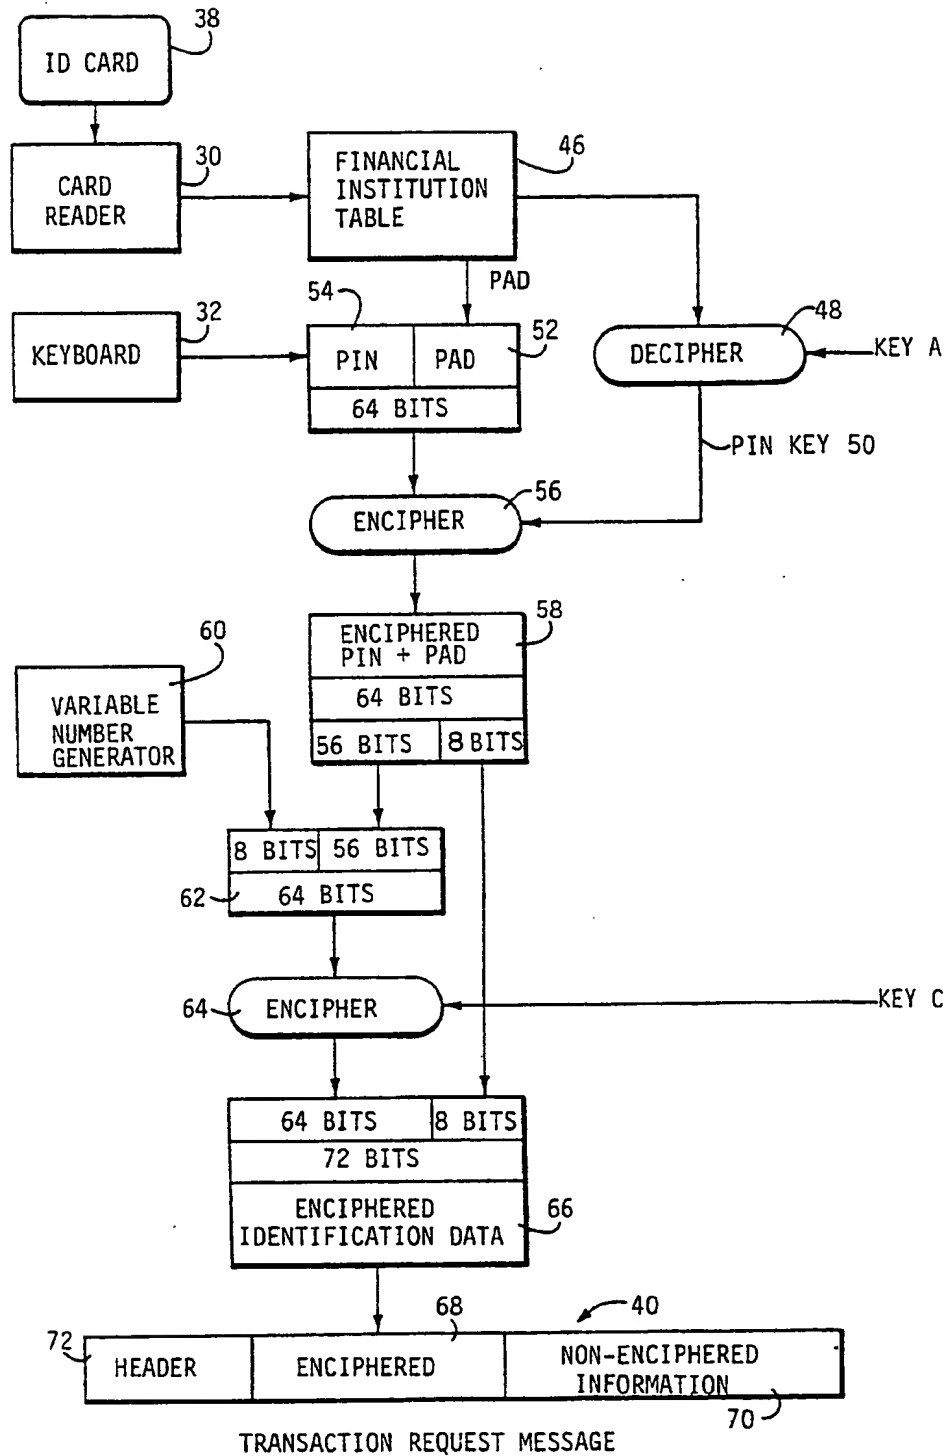 38
ID CARD
30
CARD
READER
46
FINANCIAL
INSTITUTION
TABLE
PAD
54
32
KEYBOARD
PIN
PAD
52
64 BITS
48
DECIPHER
KEY A
PIN KEY 50
56
ENCIPHER
58
ENCIPHERED
PIN + PAD
64 BITS
56 BITS
8 BITS
60
VARIABLE
NUMBER
GENERATOR
8 BITS
56 BITS
62
64 BITS
64
ENCIPHER
KEY C
64 BITS
8 BITS
72 BITS
ENCIPHERED
IDENTIFICATION DATA
66
40
68
72
HEADER
ENCIPHERED
NON-ENCIPHERED
INFORMATION
70
TRANSACTION REQUEST MESSAGE